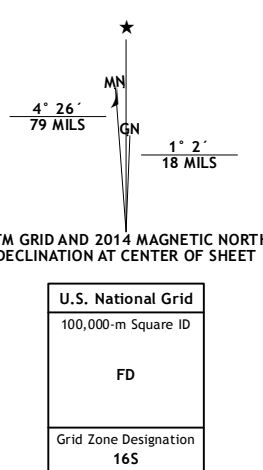 ★
MN
4° 26´
79 MILS
GN
1° 2´
18 MILS
TM GRID AND 2014 MAGNETIC NORTH
DECLINATION AT CENTER OF SHEET
U.S. National Grid
100,000-m Square ID
FD
Grid Zone Designation
16S